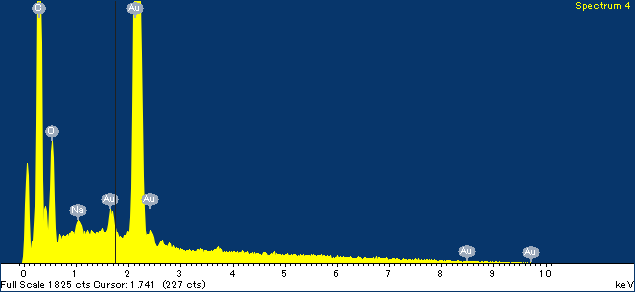 Spectrum 4
C Au
O
Au Au
Na
Au Au
0 1 2 3 4 5 6 7 8 9 10
Full Scale 1825 cts Cursor: 1.741 (227 cts) keV